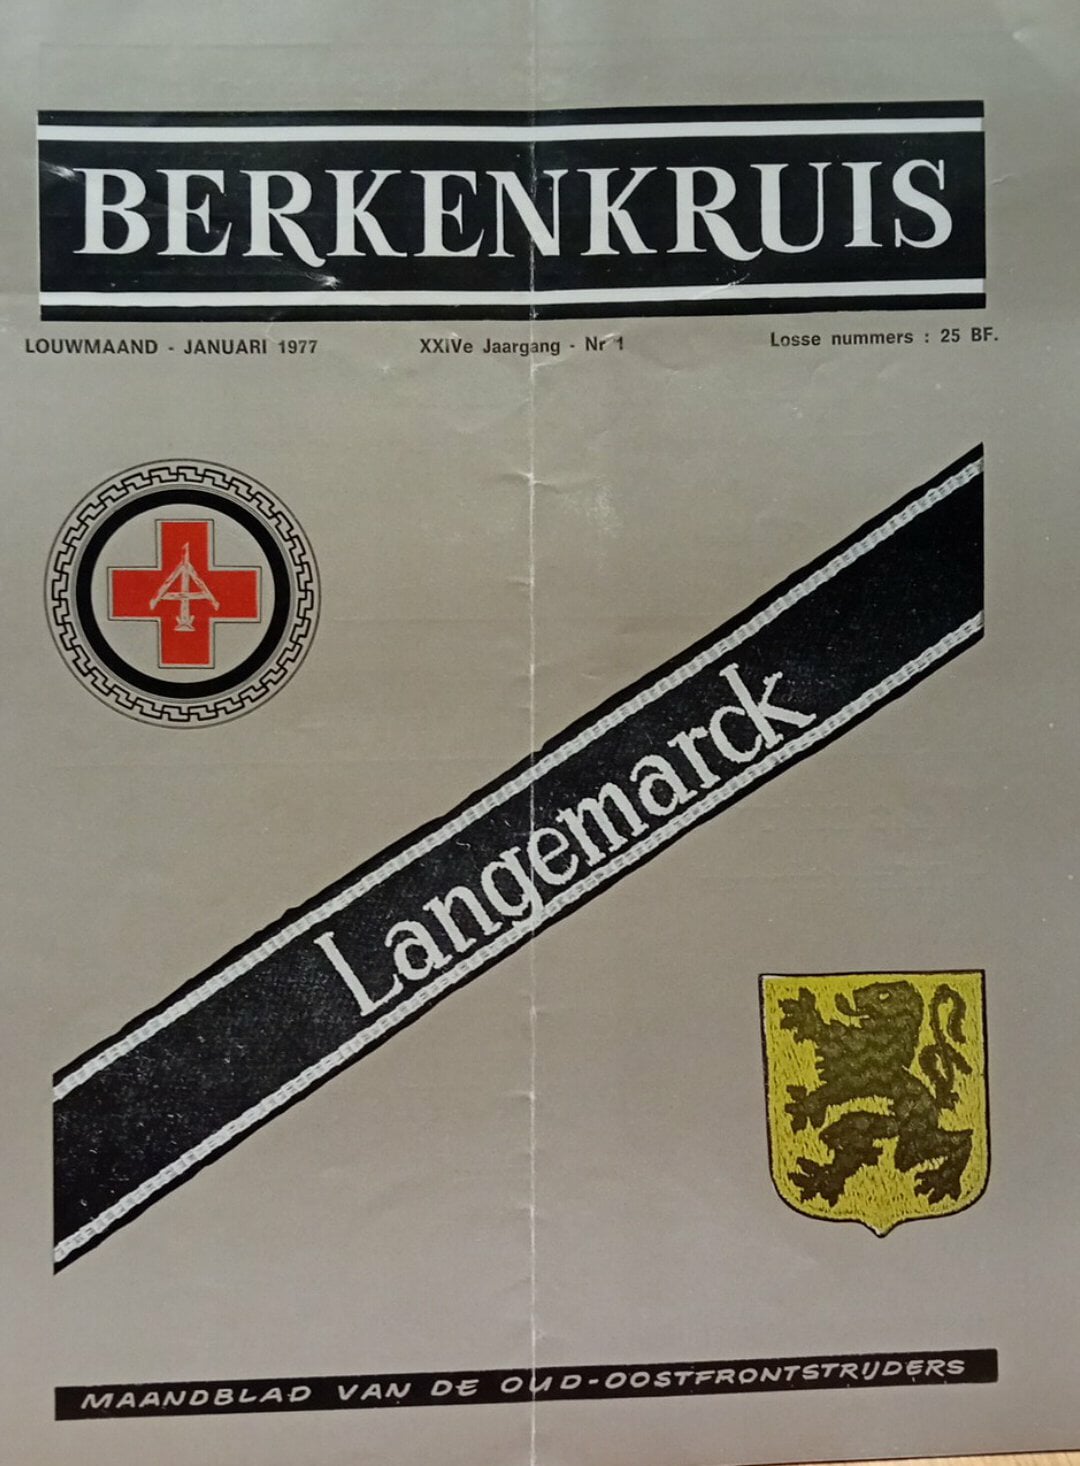 BERKENKRUIS
LOUWMAAND - JANUARI 1977 XXIVe Jaargang - Nr 1 Losse nummers : 25 BF.
Langemarck
MAANDBLAD VAN DE OUD-OOSTFRONTSTRIJDERS